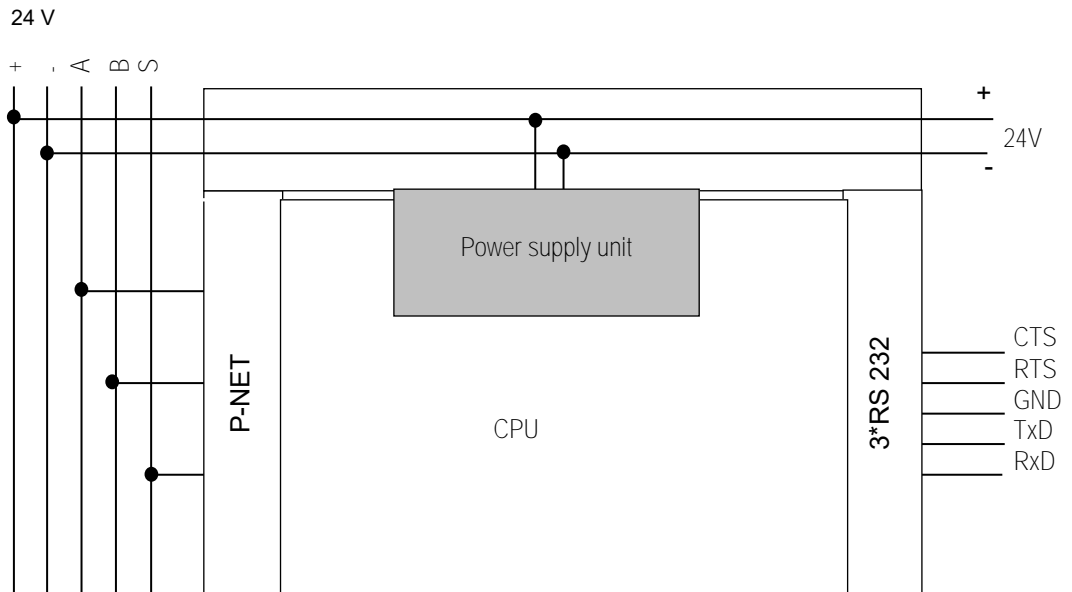 24 V
+ - A B S
+
24V
-
Power supply unit
P-NET
CPU
3*RS 232
CTS
RTS
GND
TxD
RxD